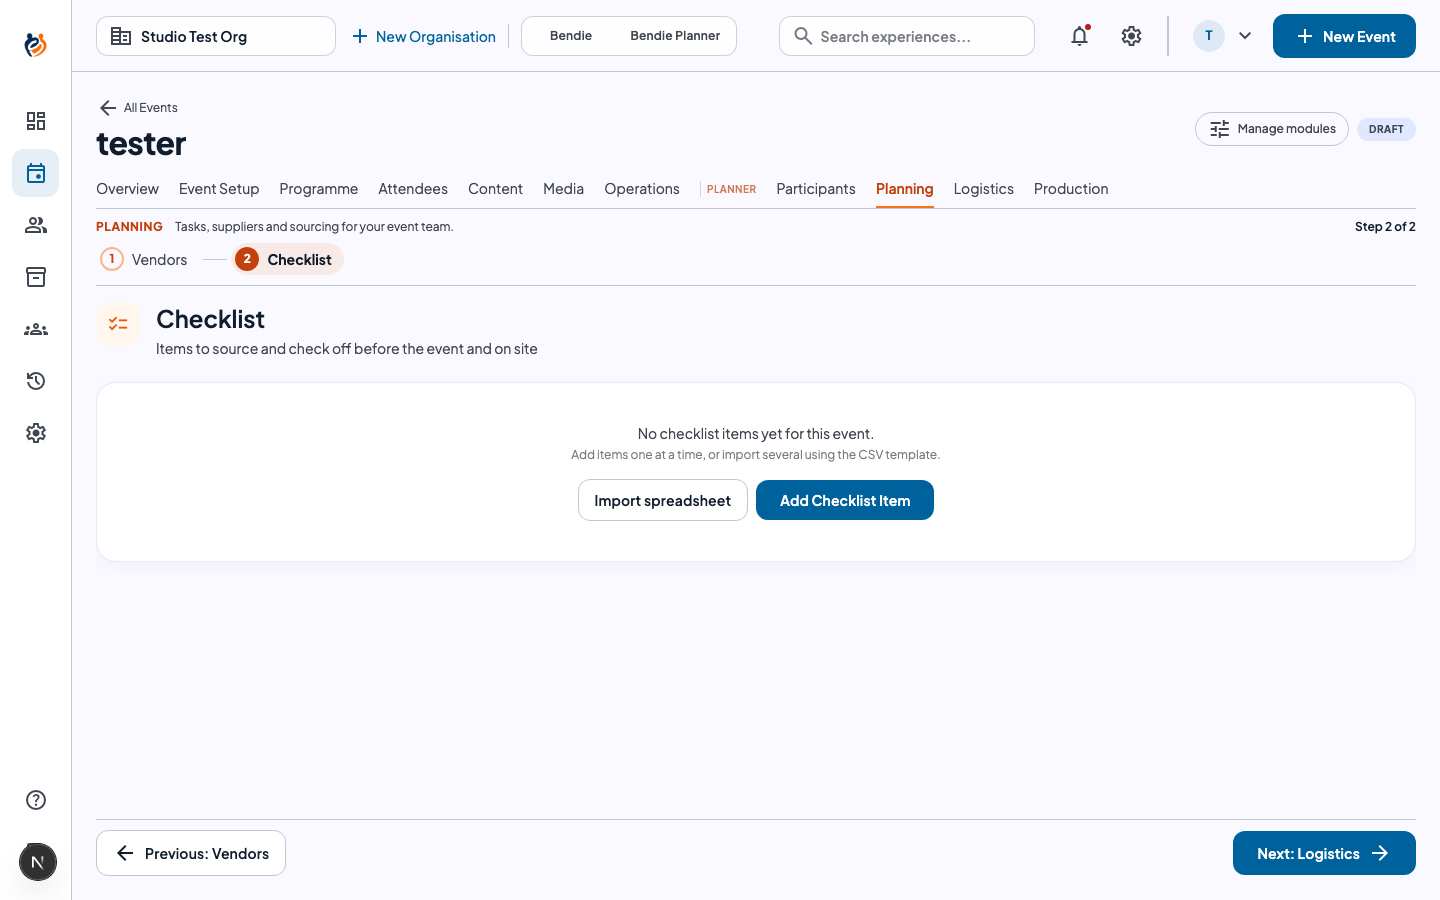 Studio Test Org
New Organisation
Bendie
Bendie Planner
Search experiences...
T
New Event
All Events
tester
Manage modules
DRAFT
Overview
Event Setup
Programme
Attendees
Content
Media
Operations
PLANNER
Participants
Planning
Logistics
Production
PLANNING
Tasks, suppliers and sourcing for your event team.
Step 2 of 2
1
Vendors
2
Checklist
Checklist
Items to source and check off before the event and on site
No checklist items yet for this event.
Add items one at a time, or import several using the CSV template.
Import spreadsheet
Add Checklist Item
N
Previous: Vendors
Next: Logistics